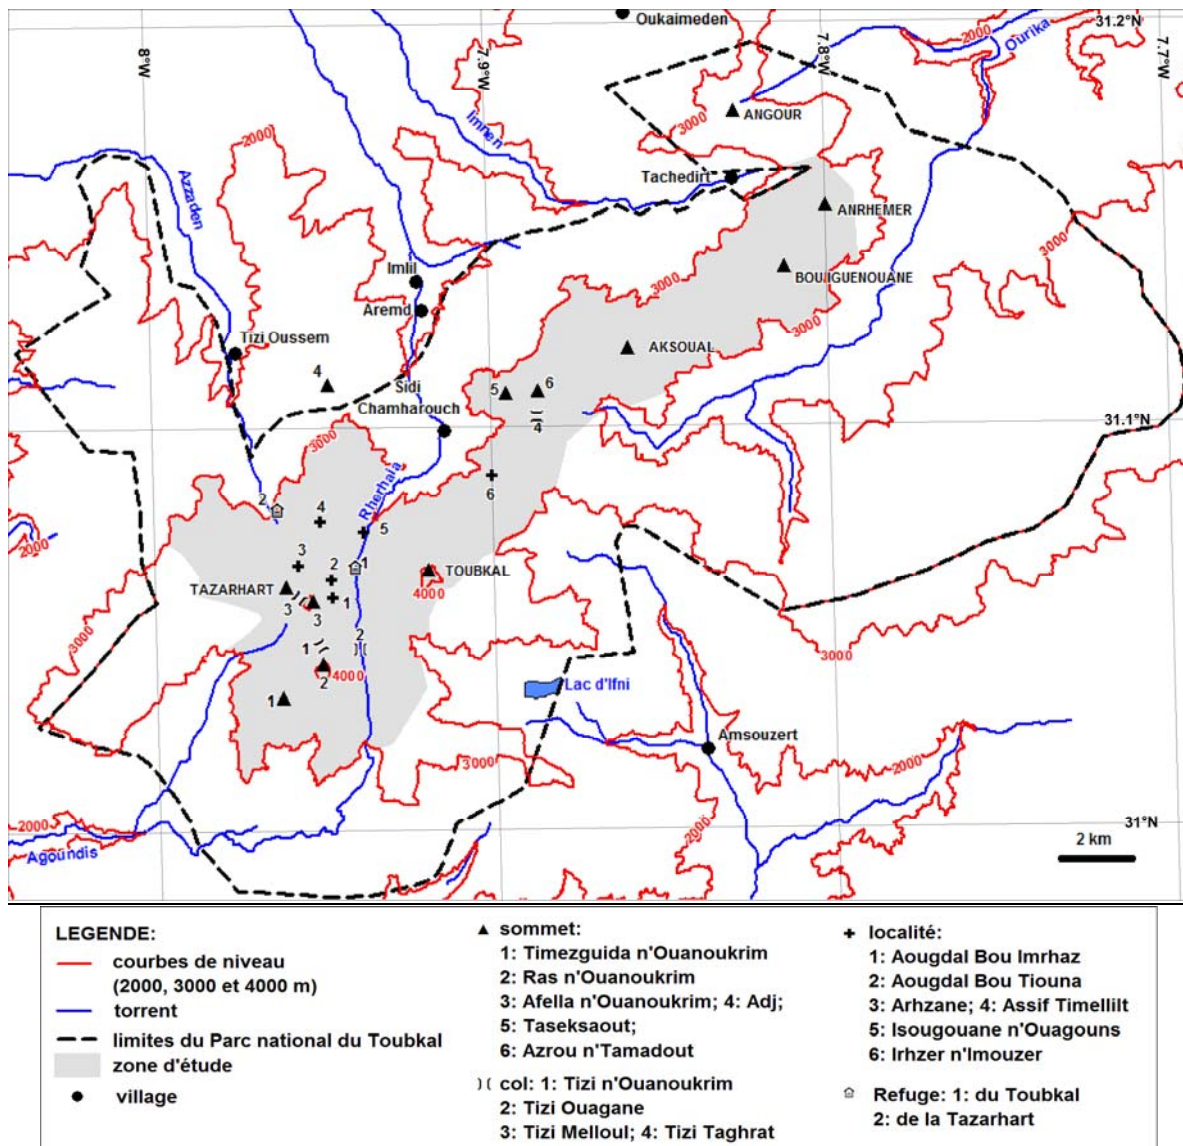 Oukaimeden
2000
Ourika
31.2°N
8°W
7.9°W
7.8°W
7.7°W
2000
Imnen
3000
ANGOUR
Azzaden
Tachedirt
ANRHEMER
3000
Imlil
3000
BOUIGUENOUANE
Aremd
3000
Tizi Oussem
AKSOUAL
4
Sidi
Chamharouch
5
6
4
31.1°N
3000
Rherhaia
6
2
4
5
2000
3
2
1
TOUBKAL
4000
TAZARHART
3
3
1
3000
1
2
3000
4000
2
Lac d'Ifni
1
Amsouzert
3000
2000
2000
2000
31°N
Agoundis
2 km
LEGENDE:
courbes de niveau
(2000, 3000 et 4000 m)
torrent
limites du Parc national du Toubkal
zone d'étude
village
sommet:
1: Timezguida n'Ouanoukrim
2: Ras n'Ouanoukrim
3: Afella n'Ouanoukrim; 4: Adj;
5: Taseksaout;
6: Azrou n'Tamadout
col: 1: Tizi n'Ouanoukrim
2: Tizi Ouagane
3: Tizi Melloul; 4: Tizi Taghrat
localité:
1: Aougdal Bou Imrhaz
2: Aougdal Bou Tiouna
3: Arhzane; 4: Assif Timellilt
5: Isougouane n'Ouagouns
6: Irhzer n'Imouzer
Refuge: 1: du Toubkal
2: de la Tazarhart